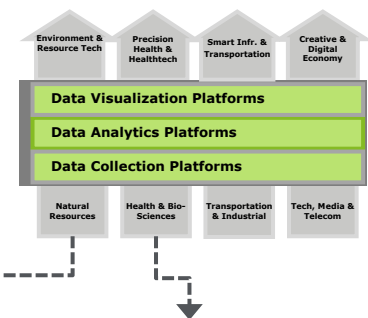 Environment &
Resource Tech
Precision
Health &
Healthtech
Smart Infr. &
Transportation
Creative &
Digital
Economy
Data Visualization Platforms
Data Analytics Platforms
Data Collection Platforms
Natural
Resources
Health & Bio-
Sciences
Transportation
& Industrial
Tech, Media &
Telecom